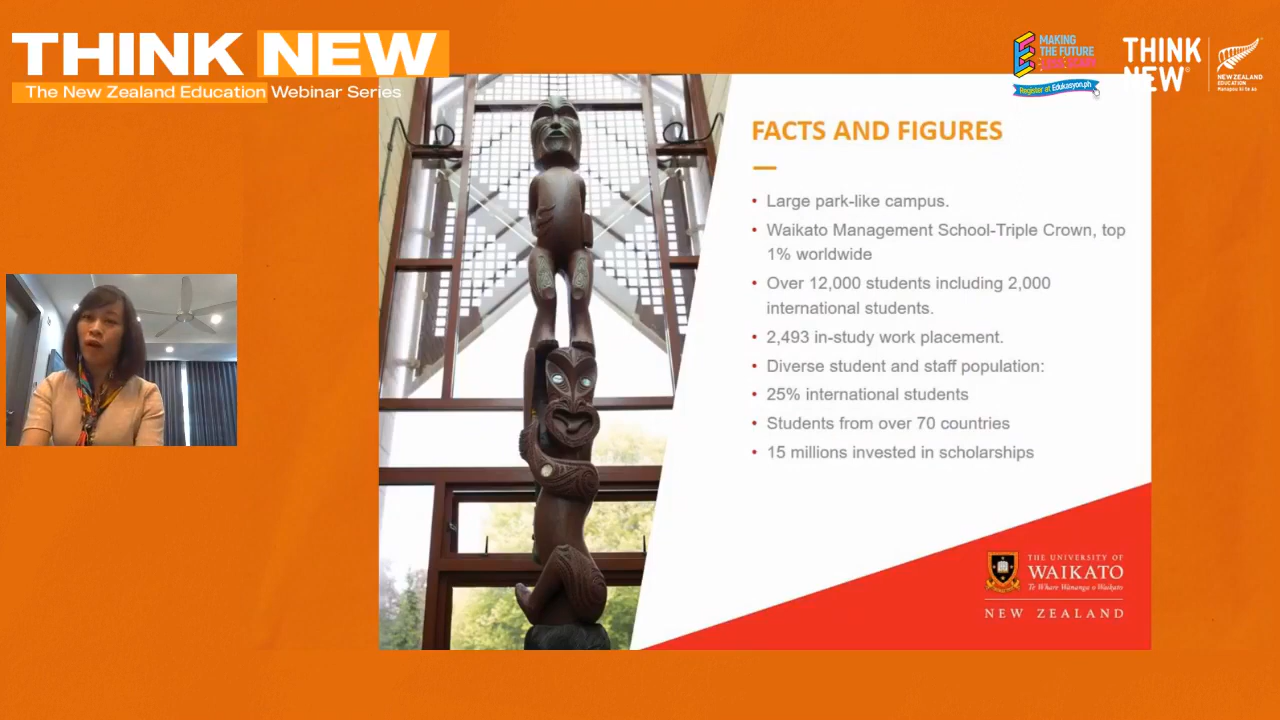 THINK NEW
The New Zealand Education Webinar Series
MAKING
THE FUTURE
Register at Edukasyon.ph
THINK
NEW
NEW ZEALAND
EDUCATION
FACTS AND FIGURES
• Large park-like campus.
• Waikato Management School-Triple Crown, top
1% worldwide
• Over 12,000 students including 2,000
international students.
• 2,493 in-study work placement.
• Diverse student and staff population:
• 25% international students
• Students from over 70 countries
• 15 millions invested in scholarships
THE UNIVERSITY OF
WAIKATO
Te Whare Wānanga o Waikato
NEW ZEALAND